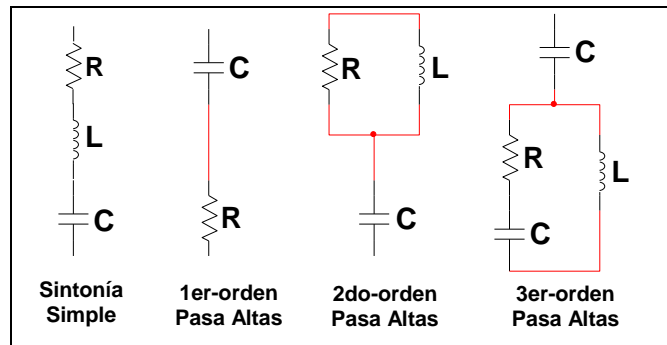 R
L
C
Sintonía
Simple
C
R
1er-orden
Pasa Altas
R
L
C
2do-orden
Pasa Altas
C
R
L
C
3er-orden
Pasa Altas